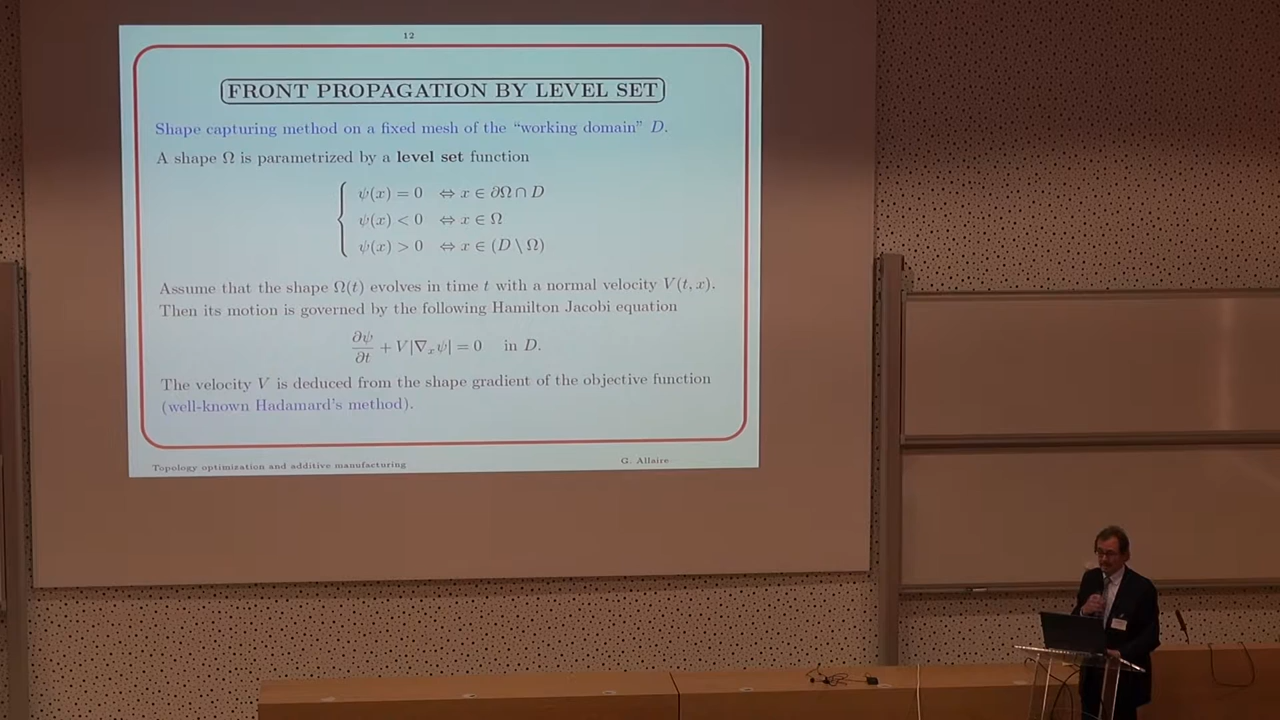 12
FRONT PROPAGATION BY LEVEL SET
Shape capturing method on a fixed mesh of the “working domain” D.
A shape Ω is parametrized by a level set function
ψ(x) = 0 ⇔ x ∈ ∂Ω ∩ D
ψ(x) < 0 ⇔ x ∈ Ω
ψ(x) > 0 ⇔ x ∈ (D \ Ω)
Assume that the shape Ω(t) evolves in time t with a normal velocity V(t, x).
Then its motion is governed by the following Hamilton Jacobi equation
∂ψ/∂t + V|∇ₓψ| = 0 in D.
The velocity V is deduced from the shape gradient of the objective function
(well-known Hadamard's method).
Topology optimization and additive manufacturing G. Allaire